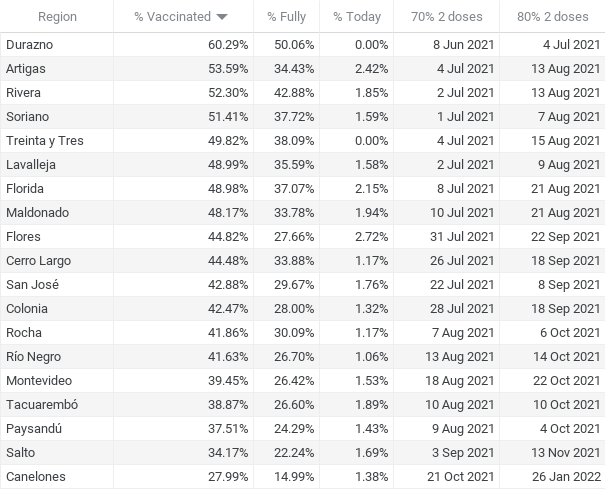 Region % Vaccinated % Fully % Today 70% 2 doses 80% 2 doses
Durazno 60.29% 50.06% 0.00% 8 Jun 2021 4 Jul 2021
Artigas 53.59% 34.43% 2.42% 4 Jul 2021 13 Aug 2021
Rivera 52.30% 42.88% 1.85% 2 Jul 2021 13 Aug 2021
Soriano 51.41% 37.72% 1.59% 1 Jul 2021 7 Aug 2021
Treinta y Tres 49.82% 38.09% 0.00% 4 Jul 2021 15 Aug 2021
Lavalleja 48.99% 35.59% 1.58% 2 Jul 2021 9 Aug 2021
Florida 48.98% 37.07% 2.15% 8 Jul 2021 21 Aug 2021
Maldonado 48.17% 33.78% 1.94% 10 Jul 2021 21 Aug 2021
Flores 44.82% 27.66% 2.72% 31 Jul 2021 22 Sep 2021
Cerro Largo 44.48% 33.88% 1.17% 26 Jul 2021 18 Sep 2021
San José 42.88% 29.67% 1.76% 22 Jul 2021 8 Sep 2021
Colonia 42.47% 28.00% 1.32% 28 Jul 2021 18 Sep 2021
Rocha 41.86% 30.09% 1.17% 7 Aug 2021 6 Oct 2021
Río Negro 41.63% 26.70% 1.06% 13 Aug 2021 14 Oct 2021
Montevideo 39.45% 26.42% 1.53% 18 Aug 2021 22 Oct 2021
Tacuarembó 38.87% 26.60% 1.89% 10 Aug 2021 10 Oct 2021
Paysandú 37.51% 24.29% 1.43% 9 Aug 2021 4 Oct 2021
Salto 34.17% 22.24% 1.69% 3 Sep 2021 13 Nov 2021
Canelones 27.99% 14.99% 1.38% 21 Oct 2021 26 Jan 2022